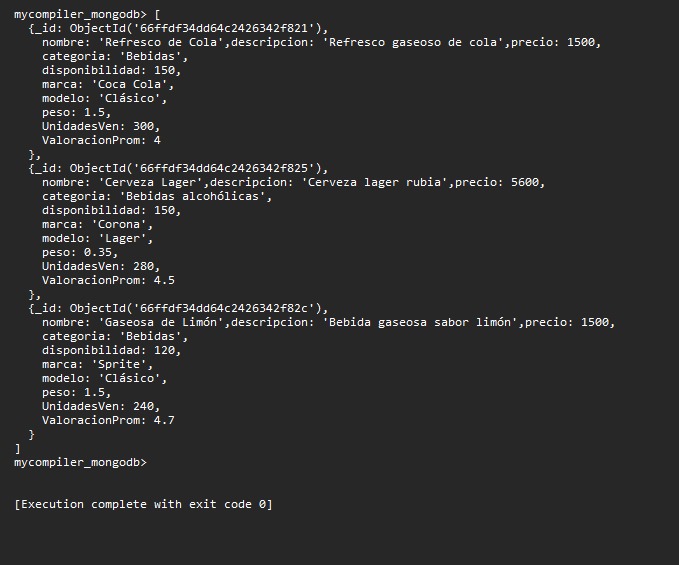 mycompiler_mongodb> [
  {_id: ObjectId('66ffdf34dd64c2426342f821'),
    nombre: 'Refresco de Cola',descripcion: 'Refresco gaseoso de cola',precio: 1500,
    categoria: 'Bebidas',
    disponibilidad: 150,
    marca: 'Coca Cola',
    modelo: 'Clásico',
    peso: 1.5,
    UnidadesVen: 300,
    ValoracionProm: 4
  },
  {_id: ObjectId('66ffdf34dd64c2426342f825'),
    nombre: 'Cerveza Lager',descripcion: 'Cerveza lager rubia',precio: 5600,
    categoria: 'Bebidas alcohólicas',
    disponibilidad: 150,
    marca: 'Corona',
    modelo: 'Lager',
    peso: 0.35,
    UnidadesVen: 280,
    ValoracionProm: 4.5
  },
  {_id: ObjectId('66ffdf34dd64c2426342f82c'),
    nombre: 'Gaseosa de Limón',descripcion: 'Bebida gaseosa sabor limón',precio: 1500,
    categoria: 'Bebidas',
    disponibilidad: 120,
    marca: 'Sprite',
    modelo: 'Clásico',
    peso: 1.5,
    UnidadesVen: 240,
    ValoracionProm: 4.7
  }
]
mycompiler_mongodb>
[Execution complete with exit code 0]